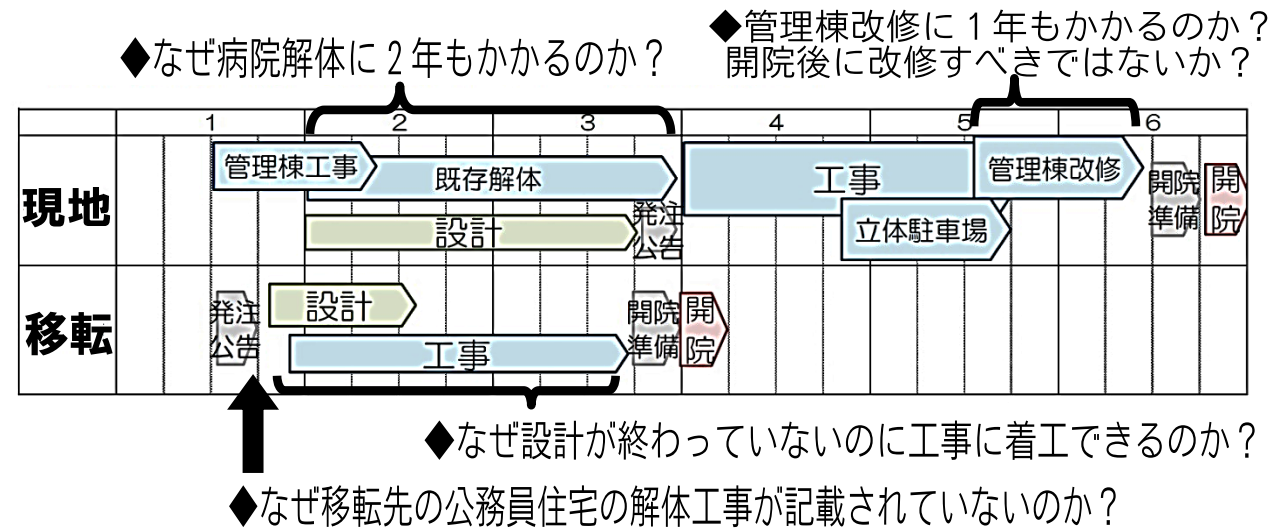 ◆管理棟改修に１年もかかるのか？
開院後に改修すべきではないか？
◆なぜ病院解体に２年もかかるのか？
1 2 3 4 5 6
現地
管理棟工事
既存解体
設計
発注
公告
工事
立体駐車場
管理棟改修
開院
準備
開
院
移転
発注
公告
設計
工事
開院
準備
開
院
◆なぜ設計が終わっていないのに工事に着工できるのか？
◆なぜ移転先の公務員住宅の解体工事が記載されていないのか？